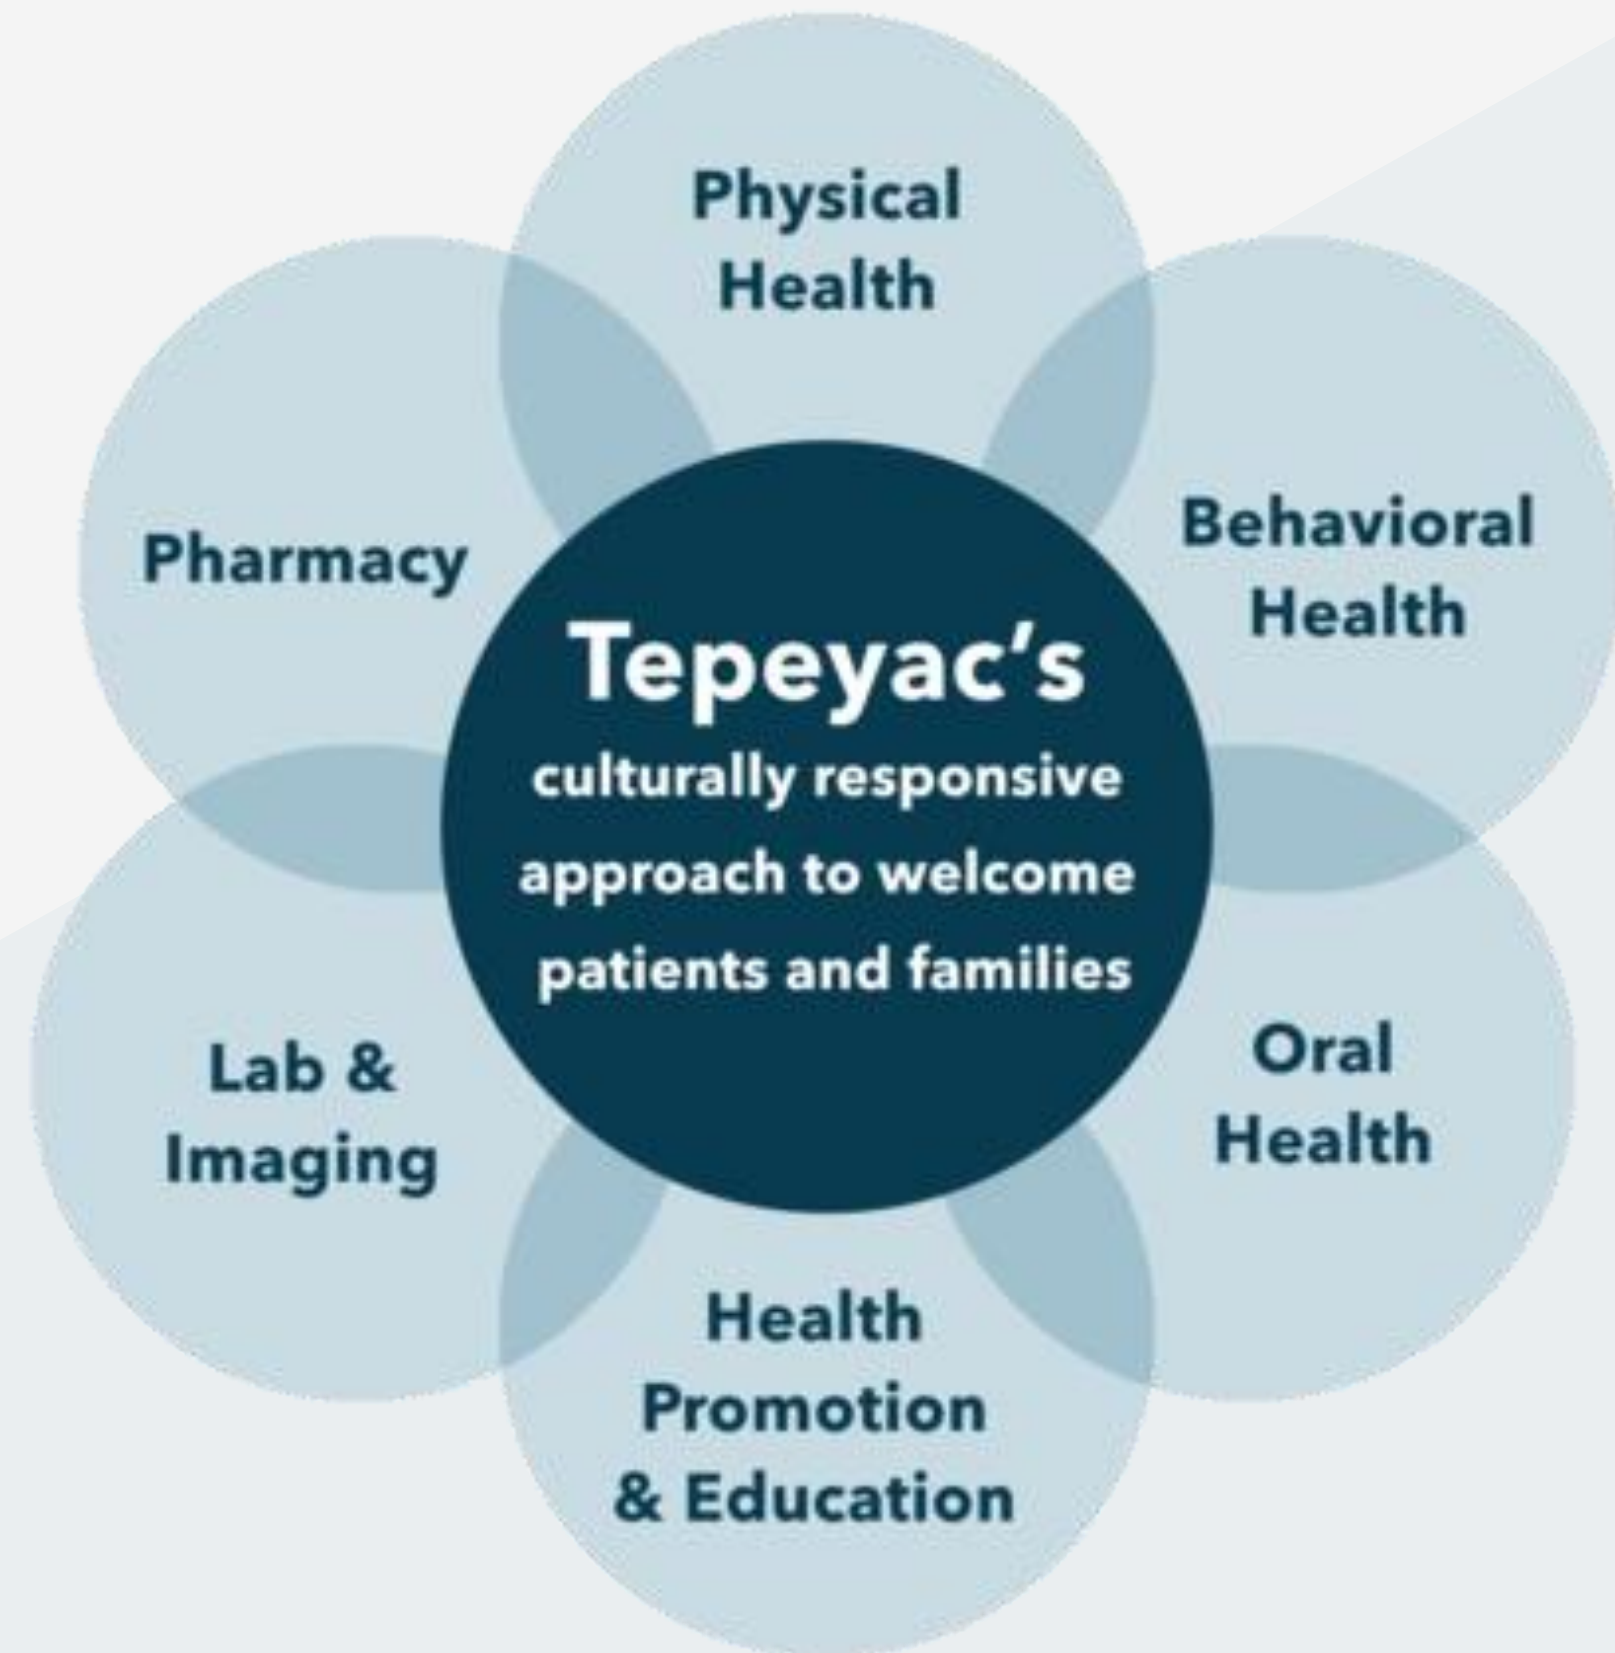 Physical
Health
Behavioral
Health
Pharmacy
Tepeyac’s
culturally responsive
approach to welcome
patients and families
Oral
Health
Lab &
Imaging
Health
Promotion
& Education